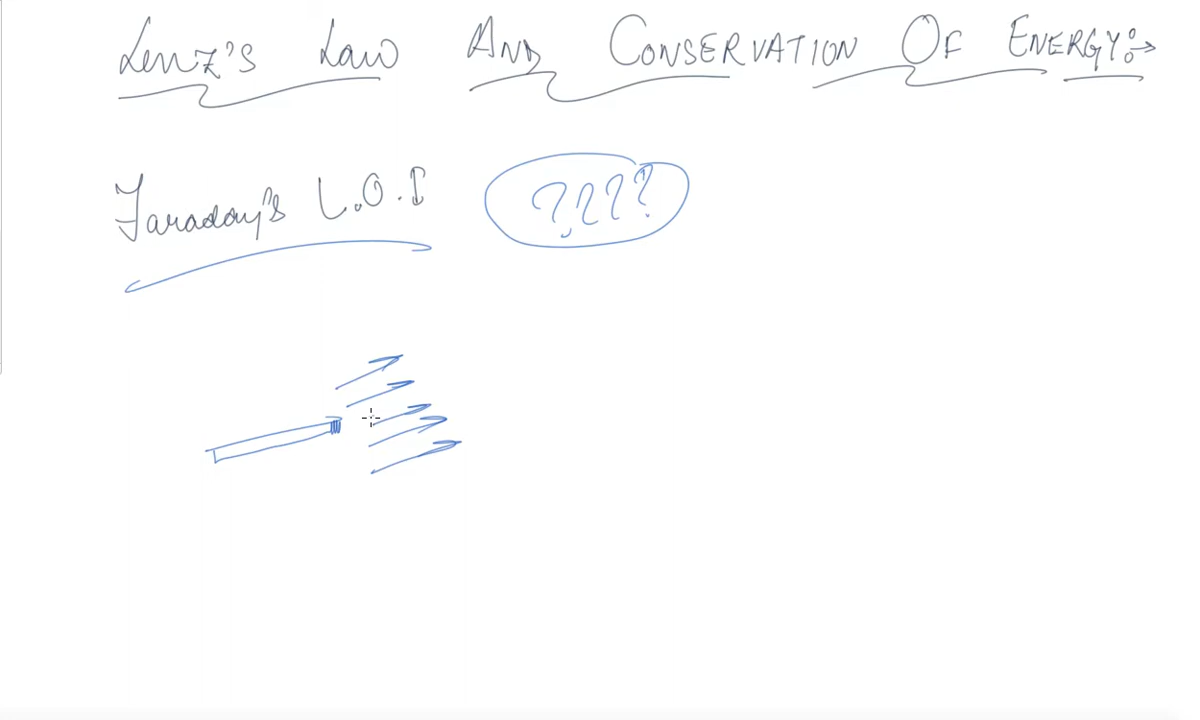 Lenz's Law And Conservation Of Energy:→
Faraday's L.O.I ????